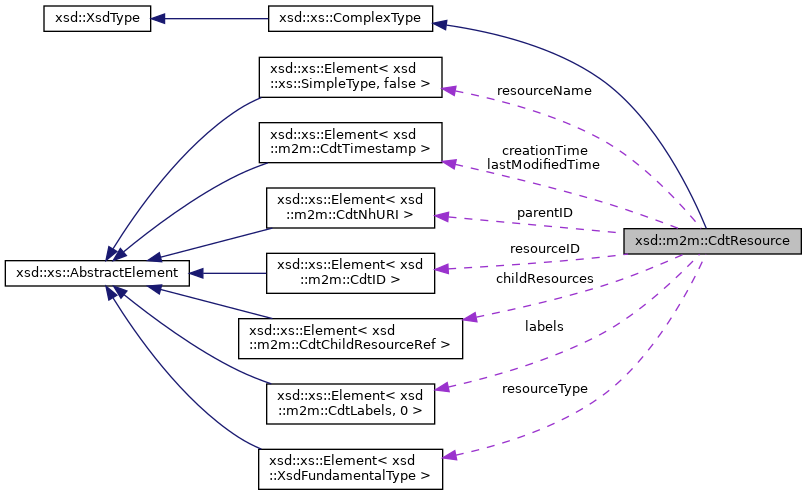 xsd::XsdType
xsd::xs::ComplexType
xsd::xs::Element< xsd
::xs::SimpleType, false >
resourceName
xsd::xs::Element< xsd
::m2m::CdtTimestamp >
creationTime
lastModifiedTime
xsd::xs::Element< xsd
::m2m::CdtNhURI >
parentID
xsd::m2m::CdtResource
xsd::xs::AbstractElement
xsd::xs::Element< xsd
::m2m::CdtID >
resourceID
childResources
xsd::xs::Element< xsd
::m2m::CdtChildResourceRef >
labels
xsd::xs::Element< xsd
::m2m::CdtLabels, 0 >
resourceType
xsd::xs::Element< xsd
::XsdFundamentalType >